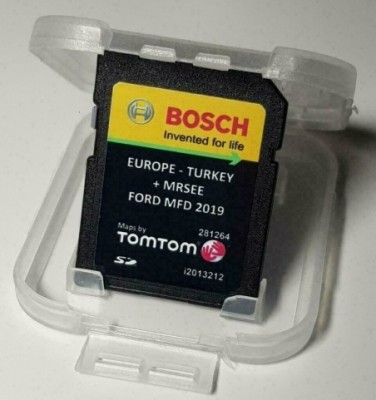 BOSCH
Invented for life
EUROPE - TURKEY
+ MRSEE
FORD MFD 2019
281264
Maps by
TOMTOM
SD
i2013212